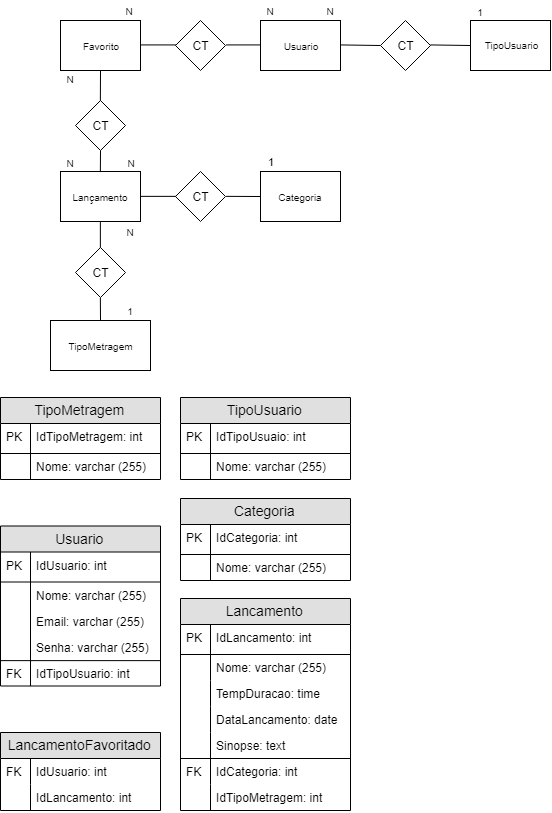 N
N
N
1
Favorito
CT
Usuario
CT
TipoUsuario
N
CT
N
N
1
Lançamento
CT
Categoria
N
CT
1
TipoMetragem
TipoMetragem
PK IdTipoMetragem: int
Nome: varchar (255)
TipoUsuario
PK IdTipoUsuaio: int
Nome: varchar (255)
Categoria
PK IdCategoria: int
Nome: varchar (255)
Usuario
PK IdUsuario: int
Nome: varchar (255)
Email: varchar (255)
Senha: varchar (255)
FK IdTipoUsuario: int
Lancamento
PK IdLancamento: int
Nome: varchar (255)
TempDuracao: time
DataLancamento: date
Sinopse: text
FK IdCategoria: int
IdTipoMetragem: int
LancamentoFavoritado
FK IdUsuario: int
IdLancamento: int